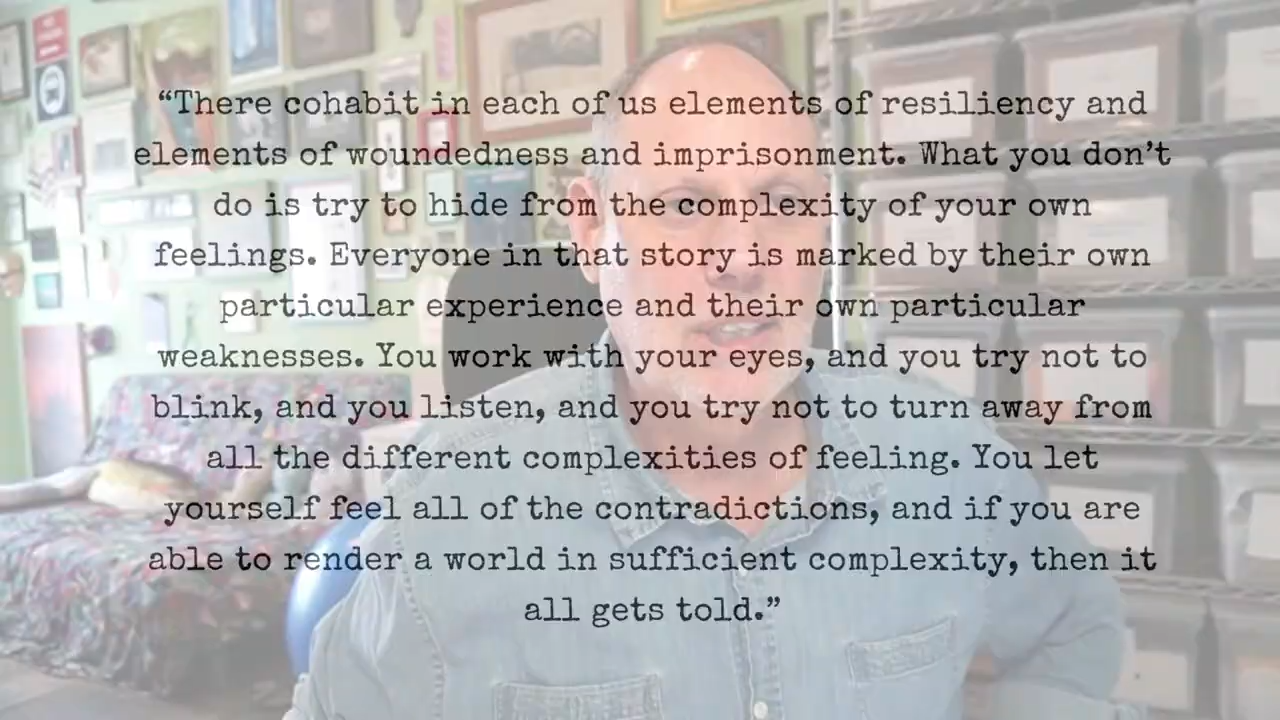 “There cohabit in each of us elements of resiliency and
elements of woundedness and imprisonment. What you don’t
do is try to hide from the complexity of your own
feelings. Everyone in that story is marked by their own
particular experience and their own particular
weaknesses. You work with your eyes, and you try not to
blink, and you listen, and you try not to turn away from
all the different complexities of feeling. You let
yourself feel all of the contradictions, and if you are
able to render a world in sufficient complexity, then it
all gets told.”